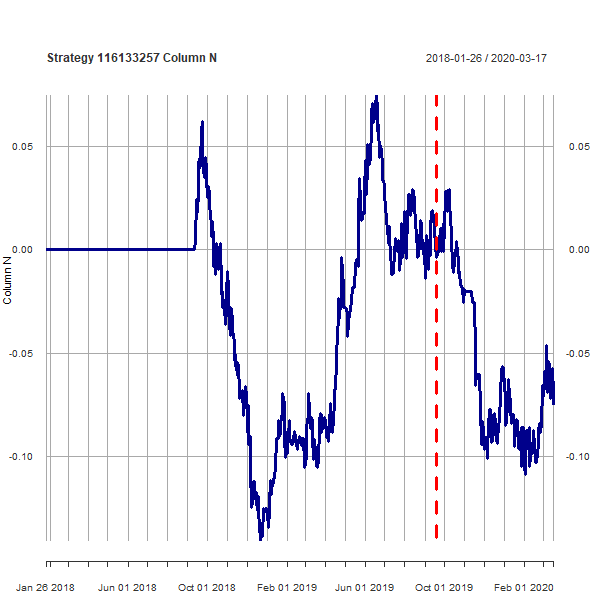 Strategy 116133257 Column N
2018-01-26 / 2020-03-17
0.05
0.05
0.00
0.00
-0.05
-0.05
-0.10
-0.10
Column N
Jan 26 2018
Jun 01 2018
Oct 01 2018
Feb 01 2019
Jun 01 2019
Oct 01 2019
Feb 01 2020